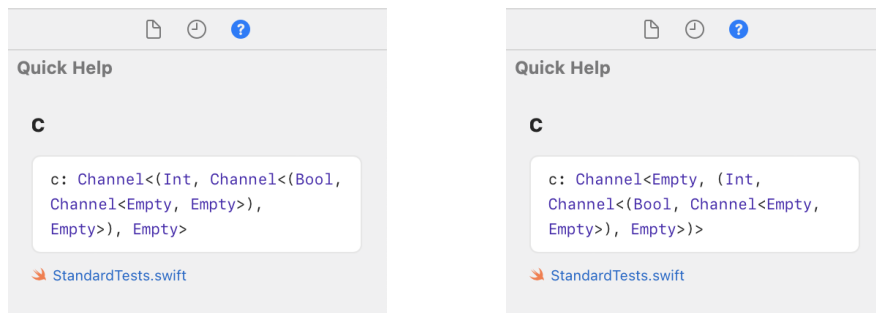 Quick Help
c
c: Channel<(Int, Channel<(Bool,
Channel<Empty, Empty>),
Empty>), Empty>
StandardTests.swift
Quick Help
c
c: Channel<Empty, (Int,
Channel<(Bool, Channel<Empty,
Empty>), Empty>)>
StandardTests.swift